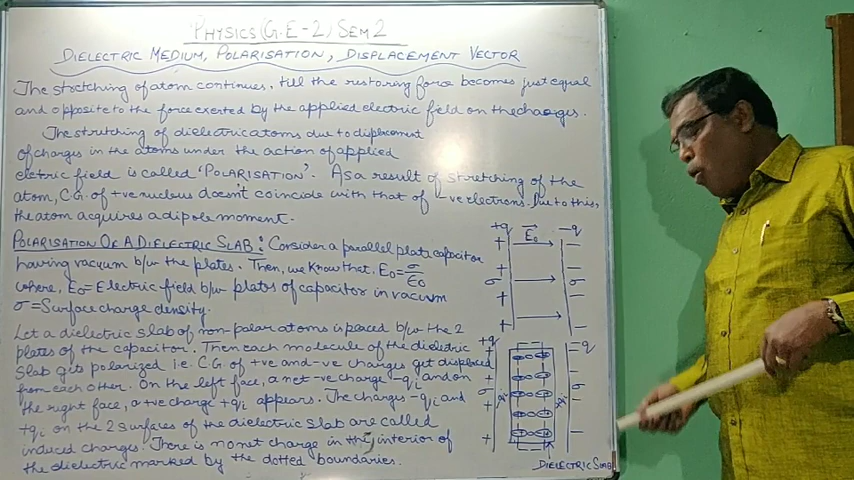 PHYSICS (G.E-2) SEM 2
DIELECTRIC MEDIUM, POLARISATION, DISPLACEMENT VECTOR
The stretching of atom continues, till the restoring force becomes just equal
and opposite to the force exerted by the applied electric field on the charges.
The stretching of dielectric atoms due to displacement
of charges in the atoms under the action of applied
eletric field is called 'POLARISATION'. As a result of stretching of the
atom, C.G. of +ve nucleus doesn't coincide with that of -ve electrons. Due to this,
the atom acquires a dipole moment.
POLARISATION OF A DIELECTRIC SLAB: Consider a parallel plate capacitor
having vacuum b/w the plates. Then, we know that, E₀ = σ/ε₀
where, E₀ = Electric field b/w plates of capacitor in vacuum
σ = Surface charge density.
Let a dielectric slab of non-polar atoms is placed b/w the 2
plates of the capacitor. Then each molecule of the dieletric
slab gets polarized i.e. C.G. of +ve and -ve charges get displaced
from each other. On the left face, a net -ve charge -qi and on
the right face, a +ve charge +qi appears. The charges -qi and
+qi on the 2 surfaces of the dielectric slab are called
induced charges. There is no net charge in the interior of
the dielectric marked by the dotted boundaries.
+q E₀ -q
+ −
+ −
σ σ
+ −
+ −
+q -q
+ −
+ −
σ σ
+ −
+ −
DIELECTRIC SLAB